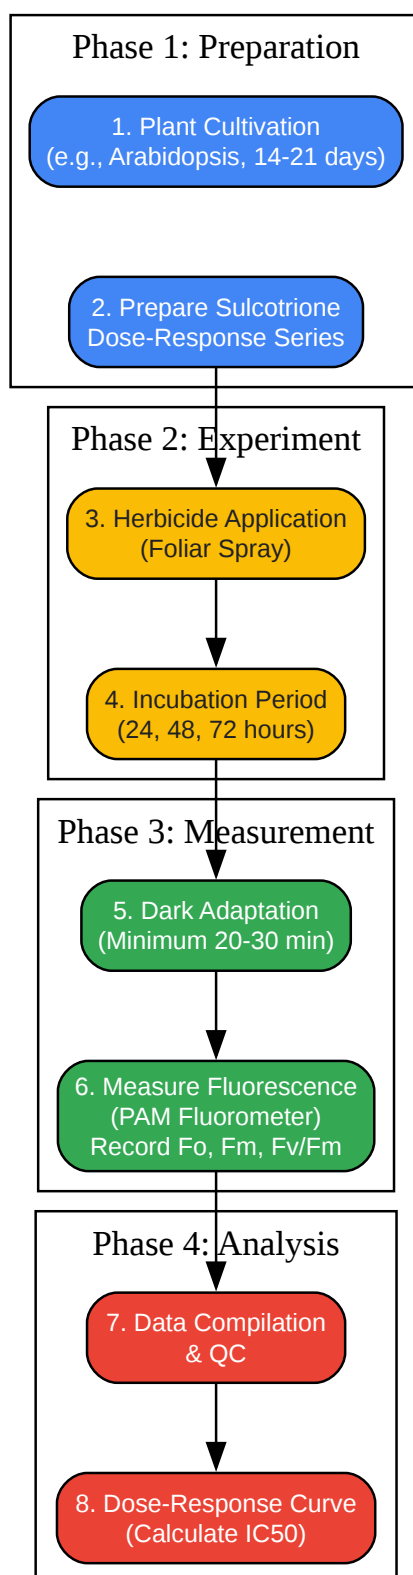 Phase 1: Preparation
1. Plant Cultivation
(e.g., Arabidopsis, 14-21 days)
2. Prepare Sulcotrione
Dose-Response Series
Phase 2: Experiment
3. Herbicide Application
(Foliar Spray)
4. Incubation Period
(24, 48, 72 hours)
Phase 3: Measurement
5. Dark Adaptation
(Minimum 20-30 min)
6. Measure Fluorescence
(PAM Fluorometer)
Record Fo, Fm, Fv/Fm
Phase 4: Analysis
7. Data Compilation
& QC
8. Dose-Response Curve
(Calculate IC50)